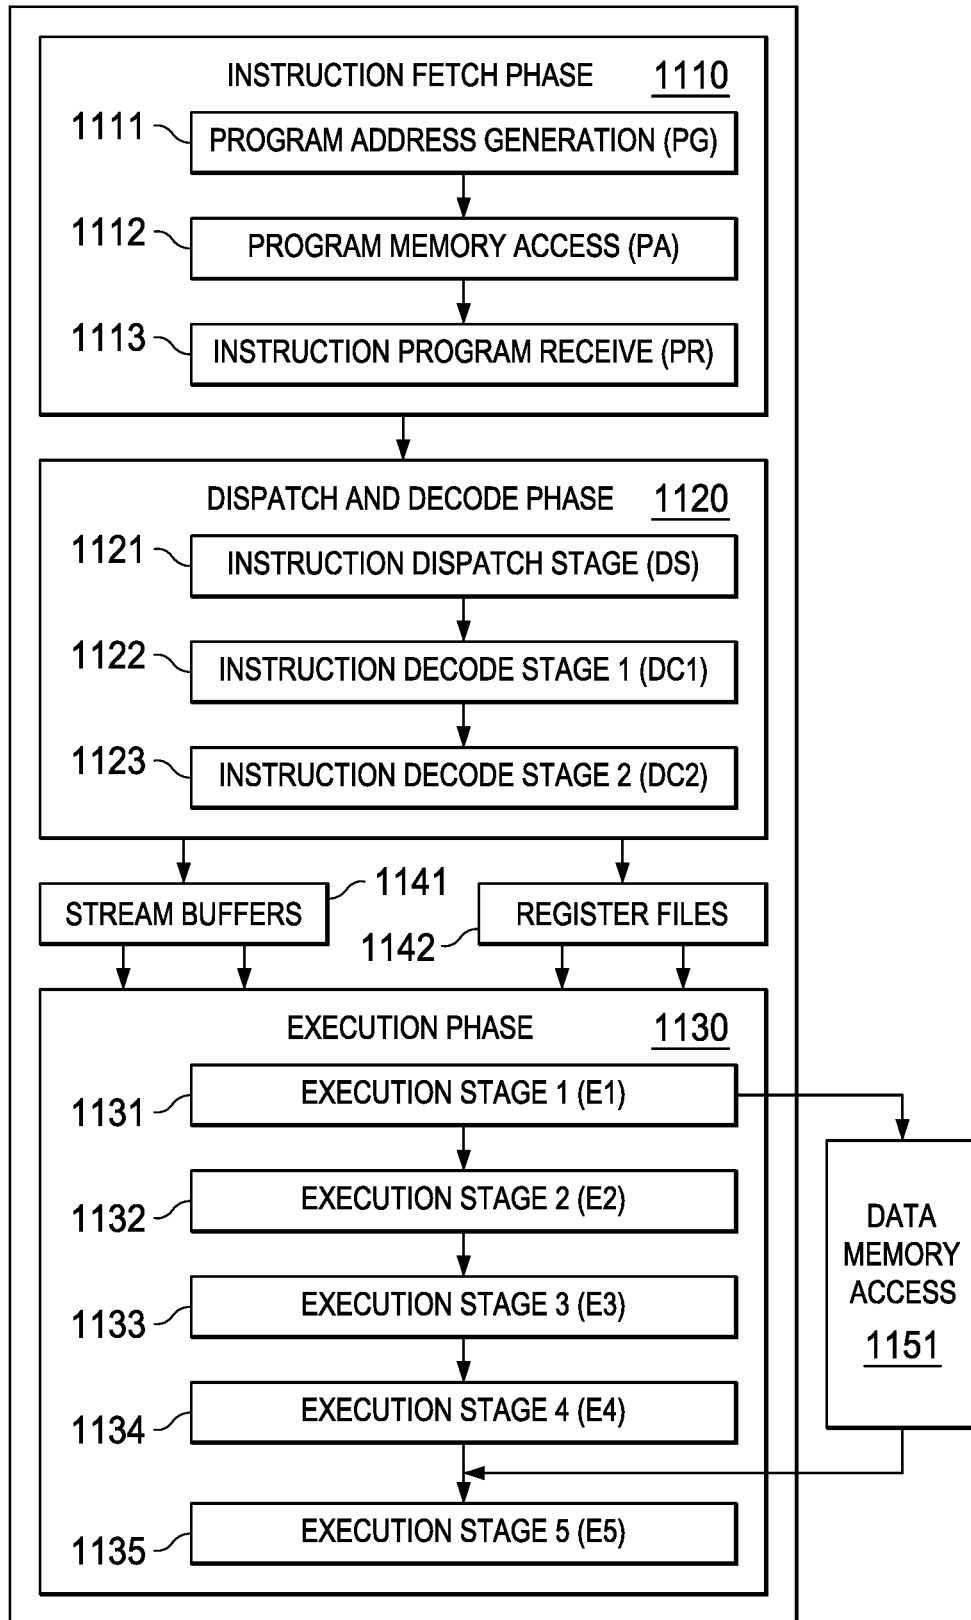 INSTRUCTION FETCH PHASE 1110
1111 PROGRAM ADDRESS GENERATION (PG)
1112 PROGRAM MEMORY ACCESS (PA)
1113 INSTRUCTION PROGRAM RECEIVE (PR)
DISPATCH AND DECODE PHASE 1120
1121 INSTRUCTION DISPATCH STAGE (DS)
1122 INSTRUCTION DECODE STAGE 1 (DC1)
1123 INSTRUCTION DECODE STAGE 2 (DC2)
STREAM BUFFERS 1141
1142 REGISTER FILES
EXECUTION PHASE 1130
1131 EXECUTION STAGE 1 (E1)
1132 EXECUTION STAGE 2 (E2)
1133 EXECUTION STAGE 3 (E3)
1134 EXECUTION STAGE 4 (E4)
1135 EXECUTION STAGE 5 (E5)
DATA
MEMORY
ACCESS
1151